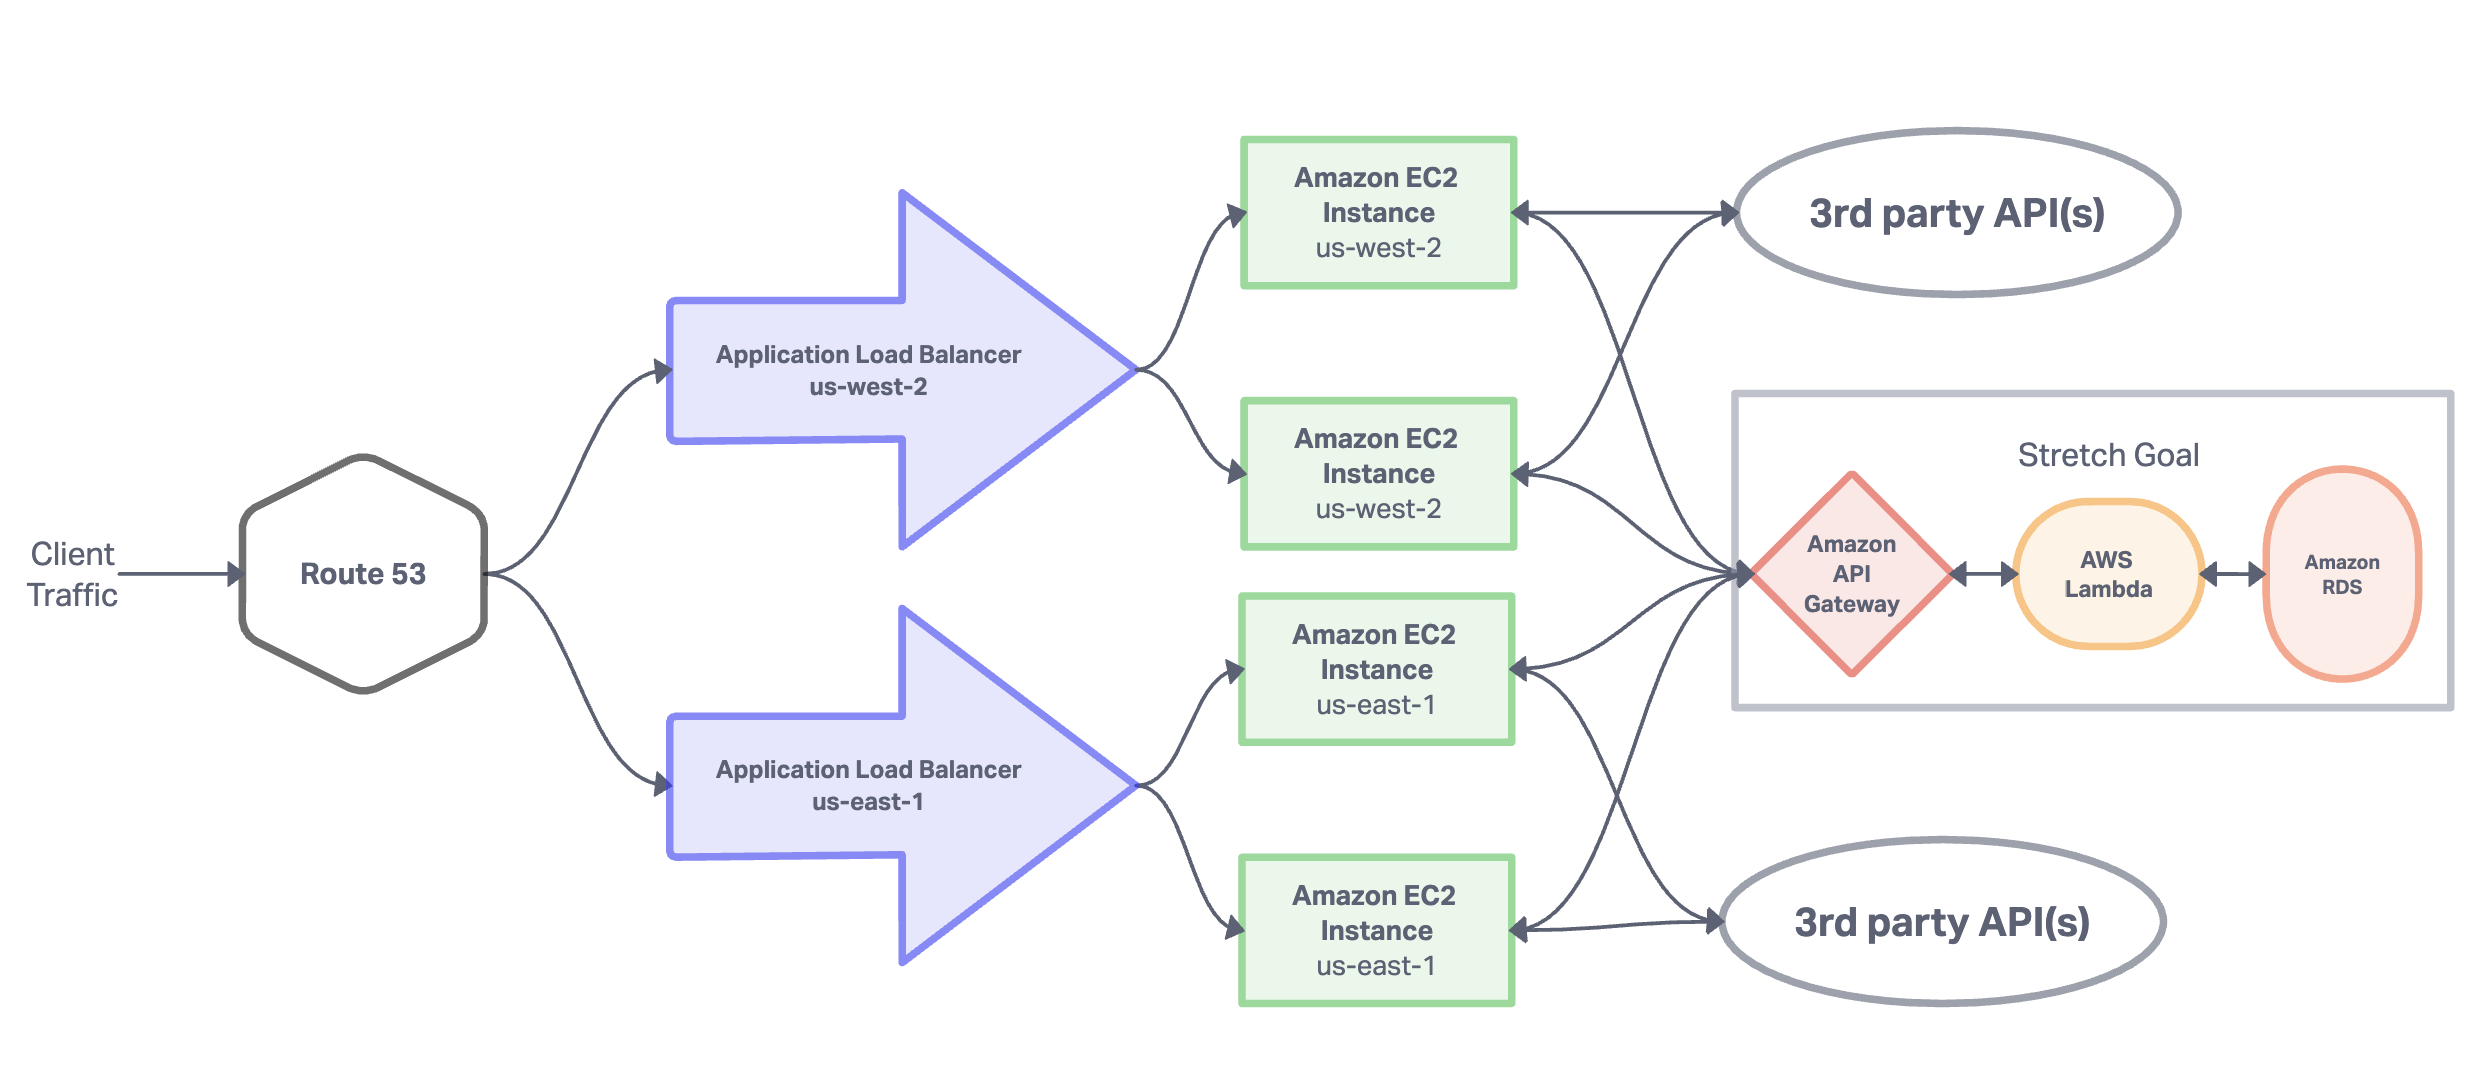 Client
Traffic
Route 53
Application Load Balancer
us-west-2
Application Load Balancer
us-east-1
Amazon EC2
Instance
us-west-2
Amazon EC2
Instance
us-west-2
Amazon EC2
Instance
us-east-1
Amazon EC2
Instance
us-east-1
3rd party API(s)
Stretch Goal
Amazon
API
Gateway
AWS
Lambda
Amazon
RDS
3rd party API(s)